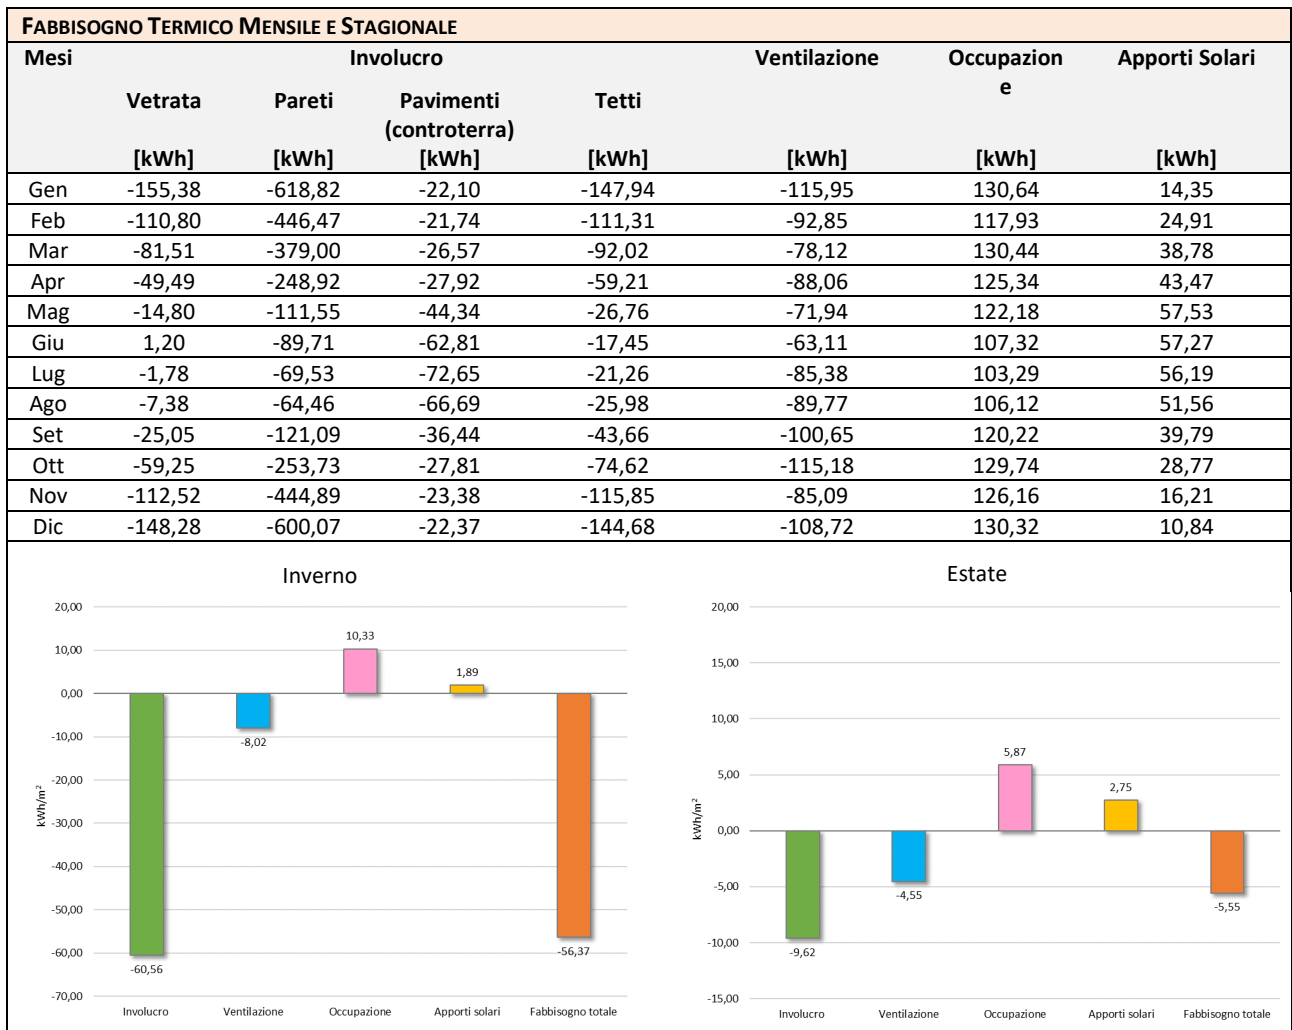 FABBISOGNO TERMICO MENSILE E STAGIONALE
Mesi Involucro Ventilazione Occupazion Apporti Solari
e
Vetrata Pareti Pavimenti Tetti
(controterra)
[kWh] [kWh] [kWh] [kWh] [kWh] [kWh] [kWh]
Gen -155,38 -618,82 -22,10 -147,94 -115,95 130,64 14,35
Feb -110,80 -446,47 -21,74 -111,31 -92,85 117,93 24,91
Mar -81,51 -379,00 -26,57 -92,02 -78,12 130,44 38,78
Apr -49,49 -248,92 -27,92 -59,21 -88,06 125,34 43,47
Mag -14,80 -111,55 -44,34 -26,76 -71,94 122,18 57,53
Giu 1,20 -89,71 -62,81 -17,45 -63,11 107,32 57,27
Lug -1,78 -69,53 -72,65 -21,26 -85,38 103,29 56,19
Ago -7,38 -64,46 -66,69 -25,98 -89,77 106,12 51,56
Set -25,05 -121,09 -36,44 -43,66 -100,65 120,22 39,79
Ott -59,25 -253,73 -27,81 -74,62 -115,18 129,74 28,77
Nov -112,52 -444,89 -23,38 -115,85 -85,09 126,16 16,21
Dic -148,28 -600,07 -22,37 -144,68 -108,72 130,32 10,84
Inverno
20,00
10,00
0,00
-10,00
-20,00
-30,00
-40,00
-50,00
-60,00
-70,00
kWh/m²
10,33
1,89
-8,02
-56,37
-60,56
Involucro Ventilazione Occupazione Apporti solari Fabbisogno totale
Estate
20,00
15,00
10,00
5,00
0,00
-5,00
-10,00
-15,00
kWh/m²
5,87
2,75
-4,55
-5,55
-9,62
Involucro Ventilazione Occupazione Apporti solari Fabbisogno totale